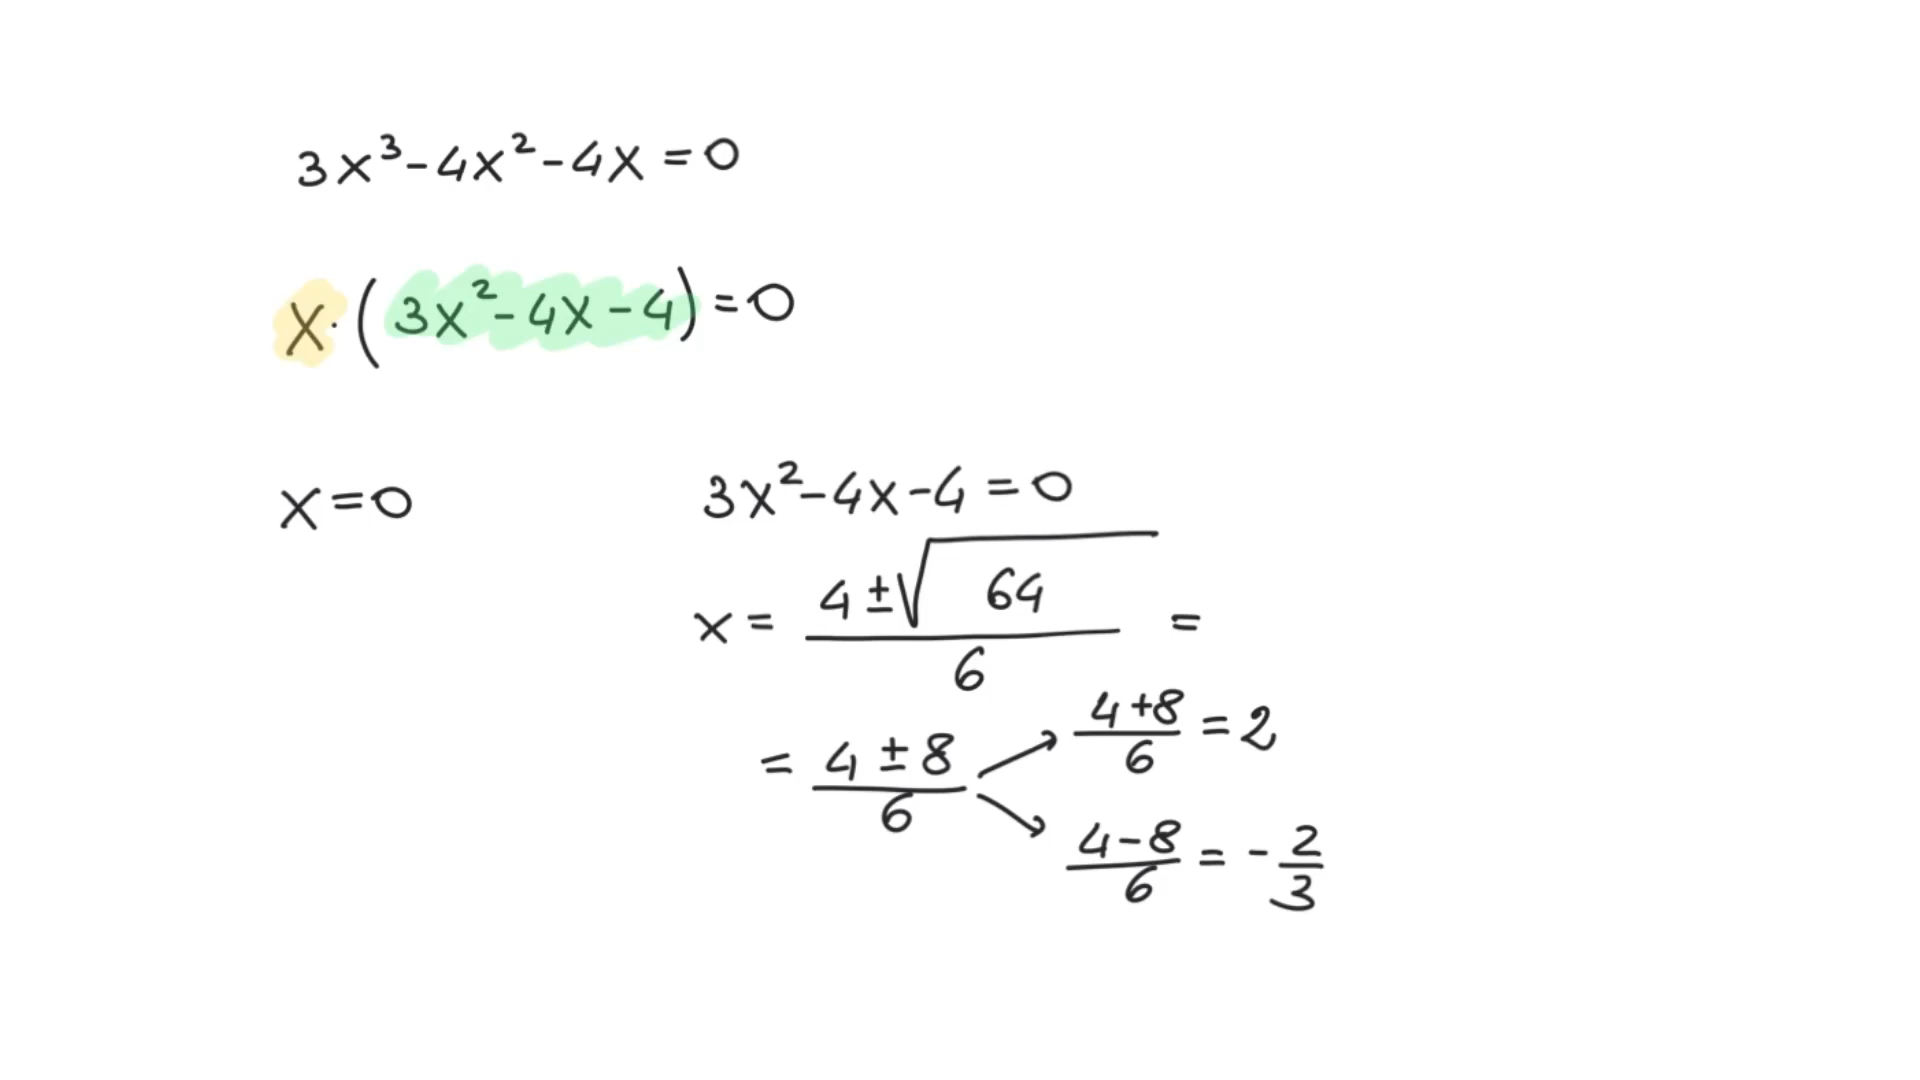 3x³-4x²-4x=0
x·(3x²-4x-4)=0
x=0
3x²-4x-4=0
x = (4±√64)/6 =
= (4±8)/6 → (4+8)/6 = 2
→ (4-8)/6 = -2/3